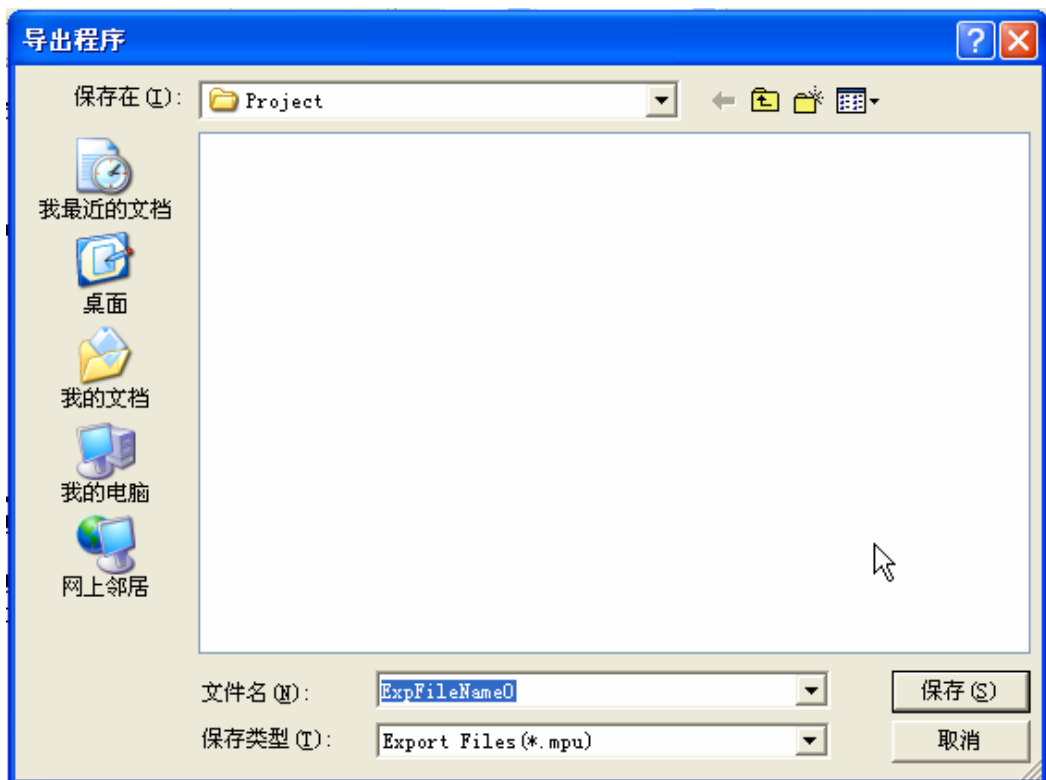 导出程序
保存在(I):
Project
我最近的文档
桌面
我的文档
我的电脑
网上邻居
文件名(N):
ExpFileName0
保存(S)
保存类型(T):
Export Files(*.mpu)
取消